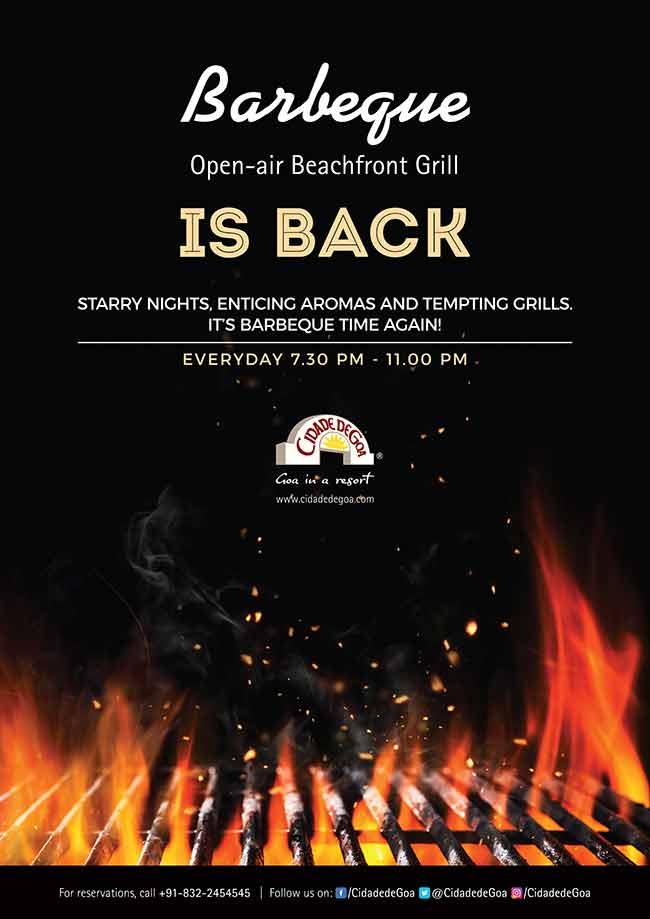 Barbeque
Open-air Beachfront Grill
IS BACK
STARRY NIGHTS, ENTICING AROMAS AND TEMPTING GRILLS.
IT'S BARBEQUE TIME AGAIN!
EVERYDAY 7.30 PM - 11.00 PM
CIDADE DE GOA
®
Goa in a resort
www.cidadedegoa.com
For reservations, call +91-832-2454545 | Follow us on: /CidadedeGoa @CidadedeGoa /CidadedeGoa